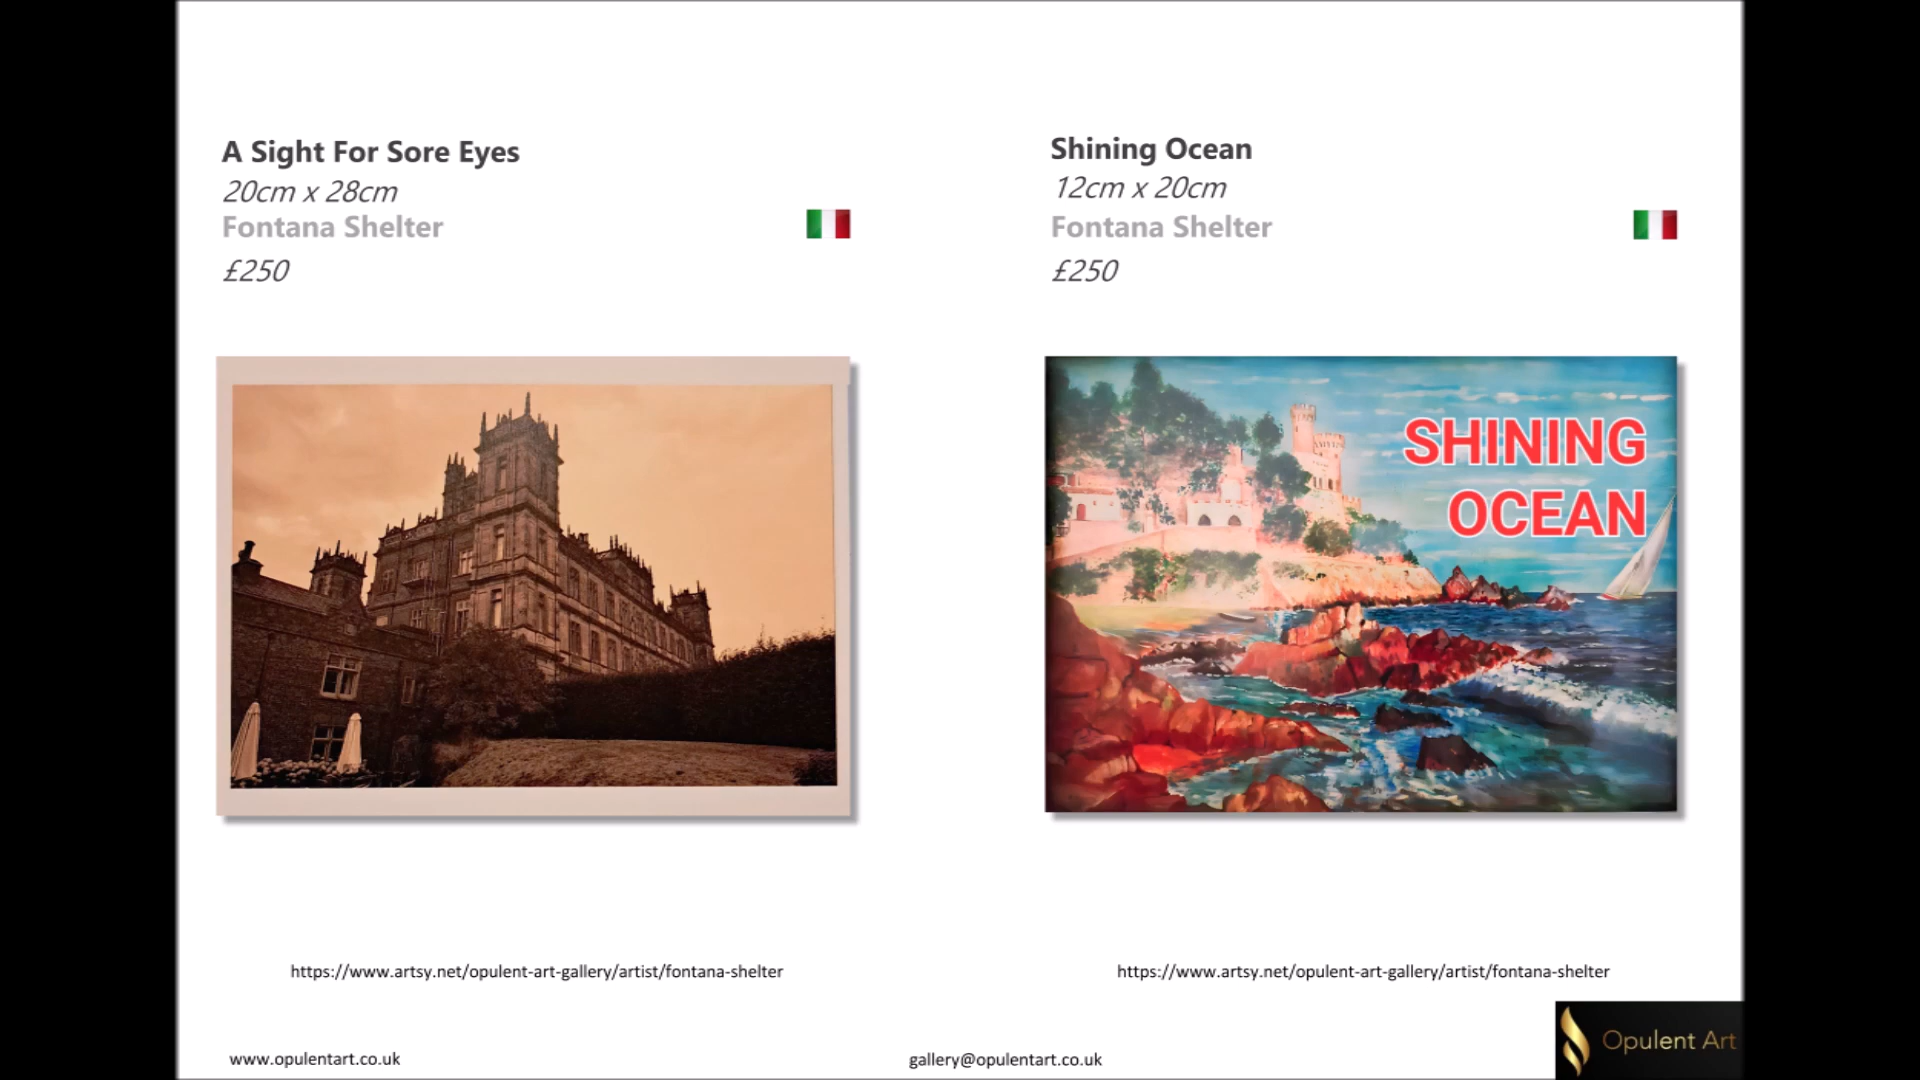 A Sight For Sore Eyes
20cm x 28cm
Fontana Shelter
£250
Shining Ocean
12cm x 20cm
Fontana Shelter
£250
SHINING
OCEAN
https://www.artsy.net/opulent-art-gallery/artist/fontana-shelter
https://www.artsy.net/opulent-art-gallery/artist/fontana-shelter
www.opulentart.co.uk
gallery@opulentart.co.uk
Opulent Art